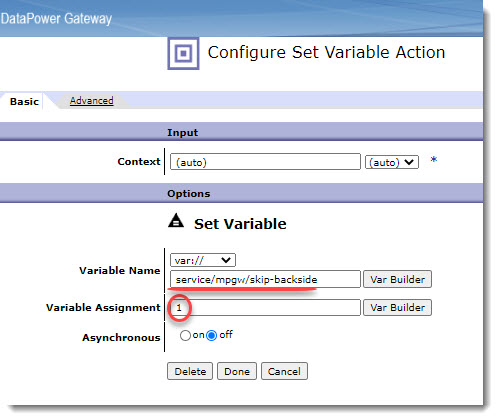 DataPower Gateway
Configure Set Variable Action
Basic Advanced
Input
Context (auto) (auto) *
Options
Set Variable
var://
Variable Name
service/mpgw/skip-backside Var Builder
Variable Assignment 1 Var Builder
Asynchronous on off
Delete Done Cancel